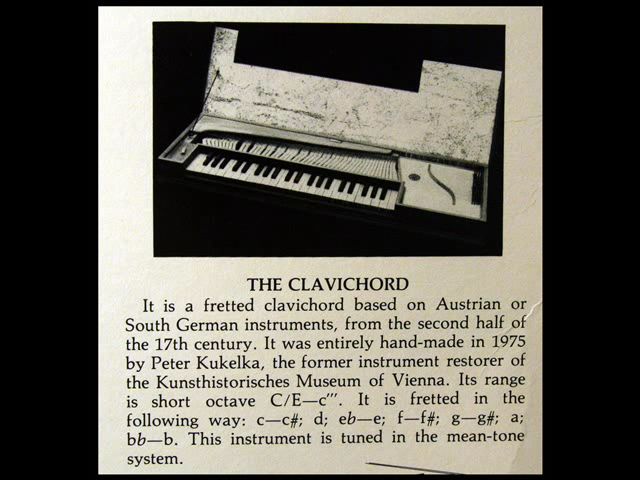 THE CLAVICHORD
It is a fretted clavichord based on Austrian or
South German instruments, from the second half of
the 17th century. It was entirely hand-made in 1975
by Peter Kukelka, the former instrument restorer of
the Kunsthistorisches Museum of Vienna. Its range
is short octave C/E—c‴. It is fretted in the
following way: c—c#; d; eb—e; f—f#; g—g#; a;
bb—b. This instrument is tuned in the mean-tone
system.